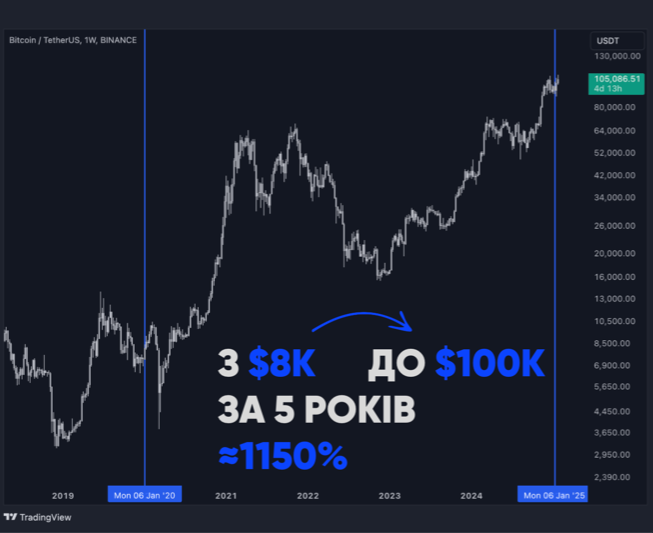 Bitcoin / TetherUS, 1W, BINANCE
USDT
130,000.00
105,086.51
4d 13h
80,000.00
64,000.00
52,000.00
42,000.00
34,000.00
26,000.00
20,000.00
16,000.00
13,000.00
10,500.00
8,500.00
6,900.00
5,650.00
4,450.00
3,650.00
2,950.00
2,390.00
З $8K ДО $100K
ЗА 5 РОКІВ
≈1150%
2019 Mon 06 Jan '20 2021 2022 2023 2024 Mon 06 Jan '25
TradingView